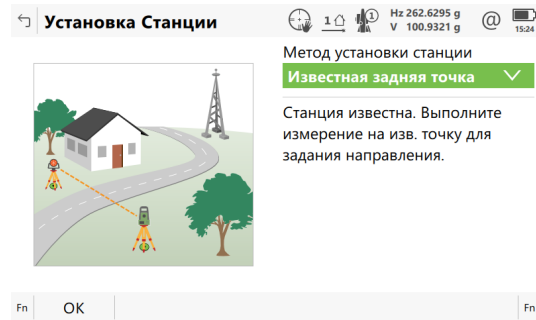 Установка Станции
1
1
Hz 262.6295 g
V 100.9321 g
@
15:24
Метод установки станции
Известная задняя точка
Станция известна. Выполните
измерение на изв. точку для
задания направления.
Fn
OK
Fn